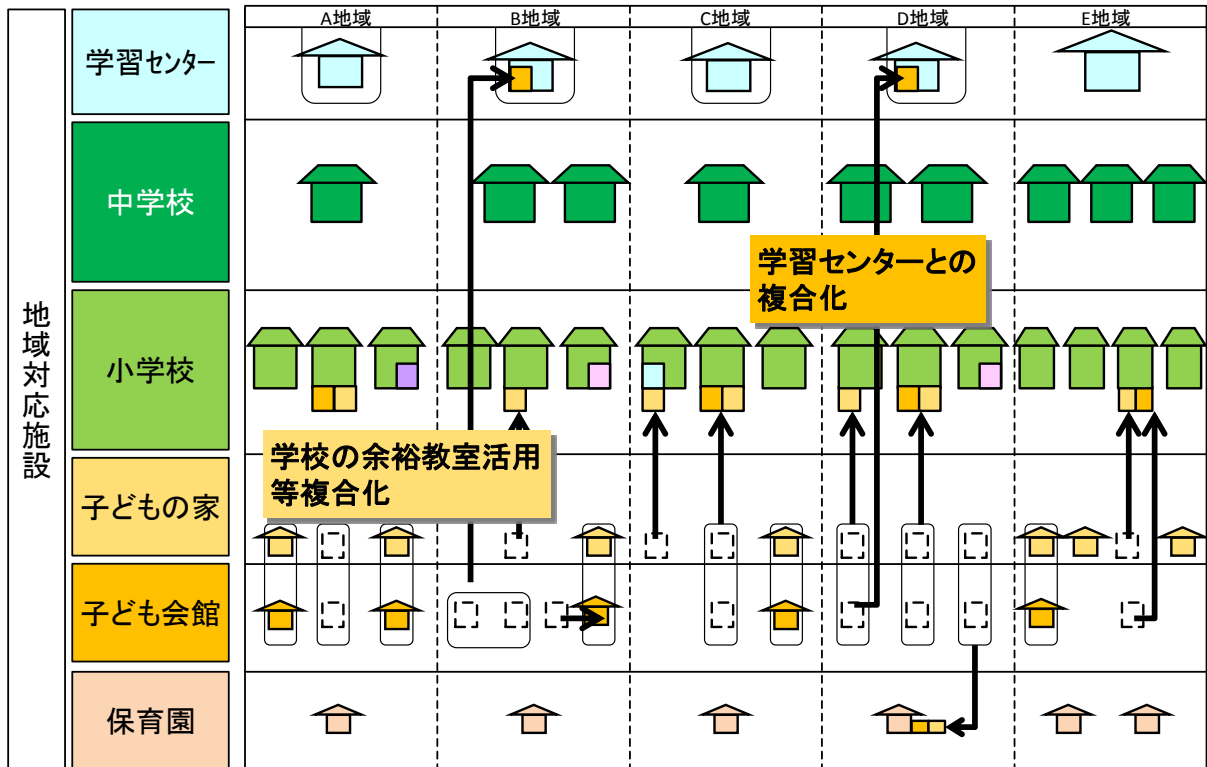 A地域
B地域
C地域
D地域
E地域
地域対応施設
学習センター
中学校
小学校
子どもの家
子ども会館
保育園
学習センターとの
複合化
学校の余裕教室活用
等複合化